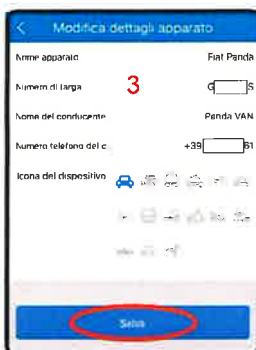 Modifica dettagli apparato
Nome apparato Fiat Panda
Numero di targa G S
3
Nome del conducente Panda VAN
Numero telefono del c... +39 61
Icona del dispositivo
Salva